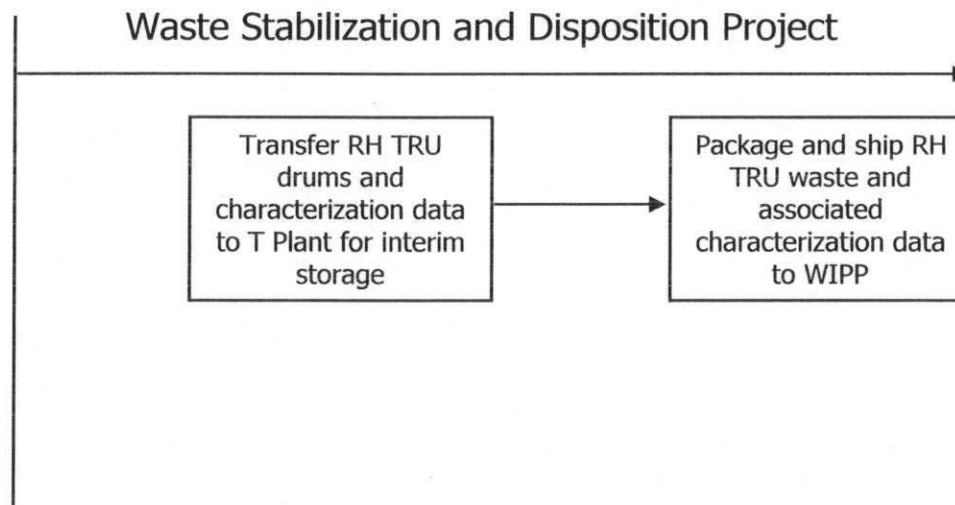 Waste Stabilization and Disposition Project
Transfer RH TRU
drums and
characterization data
to T Plant for interim
storage
Package and ship RH
TRU waste and
associated
characterization data
to WIPP